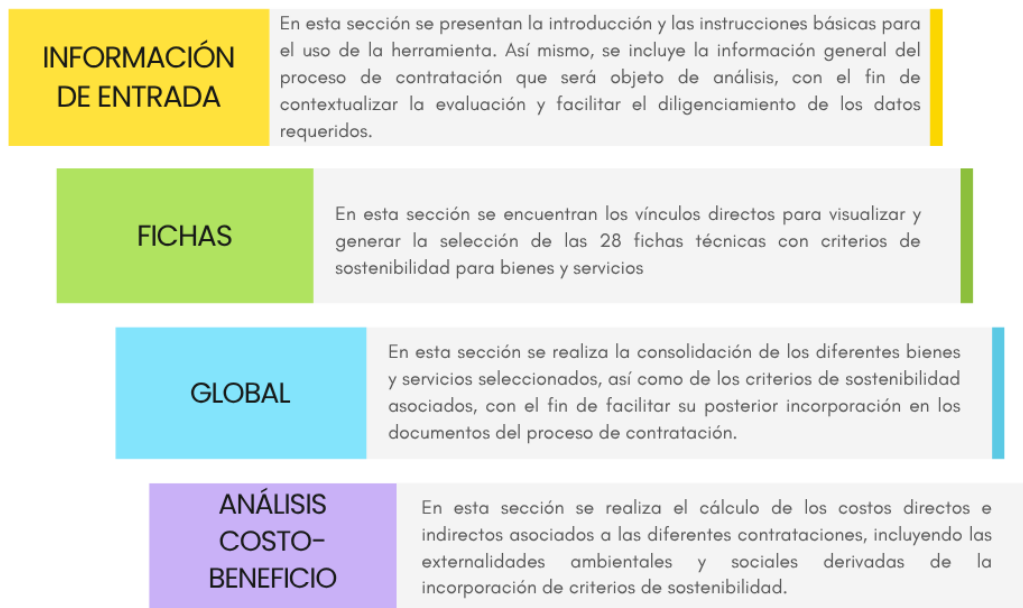 INFORMACIÓN
DE ENTRADA
En esta sección se presentan la introducción y las instrucciones básicas para
el uso de la herramienta. Así mismo, se incluye la información general del
proceso de contratación que será objeto de análisis, con el fin de
contextualizar la evaluación y facilitar el diligenciamiento de los datos
requeridos.
FICHAS
En esta sección se encuentran los vínculos directos para visualizar y
generar la selección de las 28 fichas técnicas con criterios de
sostenibilidad para bienes y servicios
GLOBAL
En esta sección se realiza la consolidación de los diferentes bienes
y servicios seleccionados, así como de los criterios de sostenibilidad
asociados, con el fin de facilitar su posterior incorporación en los
documentos del proceso de contratación.
ANÁLISIS
COSTO-
BENEFICIO
En esta sección se realiza el cálculo de los costos directos e
indirectos asociados a las diferentes contrataciones, incluyendo las
externalidades ambientales y sociales derivadas de la
incorporación de criterios de sostenibilidad.